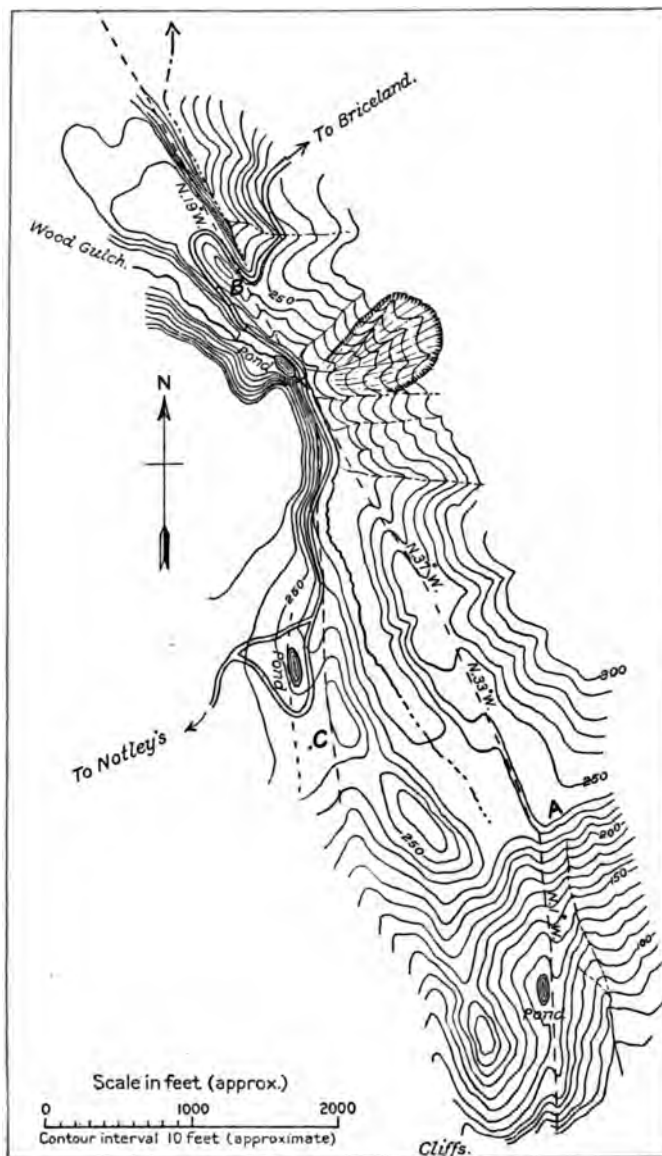 To Briceland.
N.19°W.
Wood Gulch.
B
250
Pond
N
N.37°W.
250
300
N.33°W.
Pond
C
To Notley's
250
A
250
200
150
100
Pond
Scale in feet (approx.)
0 1000 2000
Contour interval 10 feet (approximate)
Cliffs.